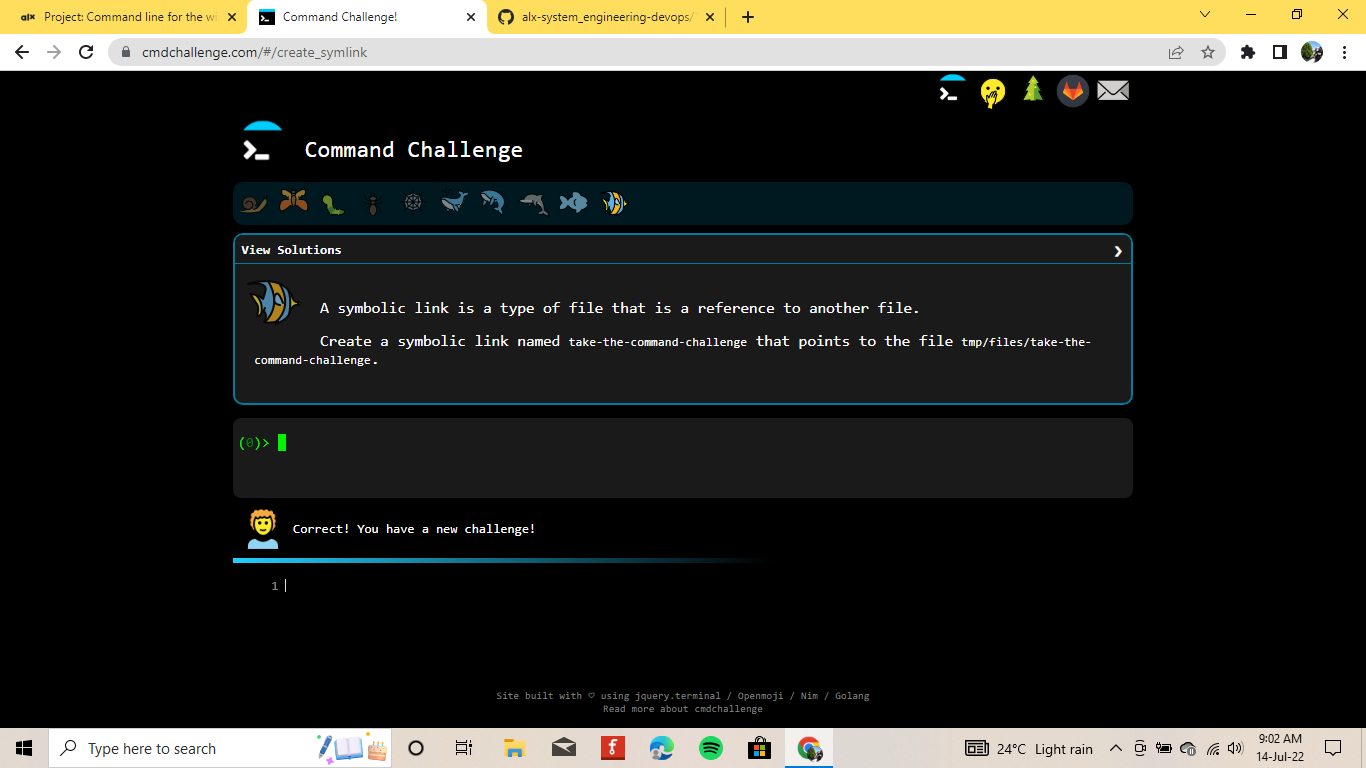 alx Project: Command line for the wi
Command Challenge!
alx-system_engineering-devops/
cmdchallenge.com/#/create_symlink
Command Challenge
View Solutions
A symbolic link is a type of file that is a reference to another file.
Create a symbolic link named take-the-command-challenge that points to the file tmp/files/take-the-
command-challenge.
(0)>
Correct! You have a new challenge!
1
Site built with ♡ using jquery.terminal / Openmoji / Nim / Golang
Read more about cmdchallenge
Type here to search
24°C Light rain
9:02 AM
14-Jul-22